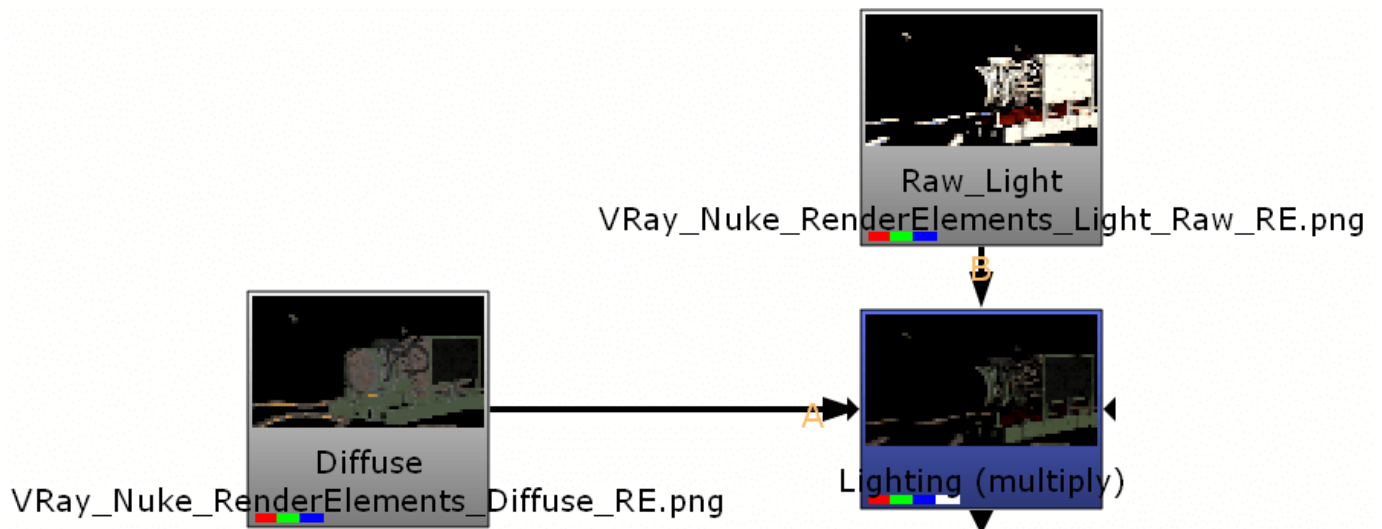 Raw_Light
VRay_Nuke_RenderElements_Light_Raw_RE.png
B
A
Diffuse
VRay_Nuke_RenderElements_Diffuse_RE.png
Lighting (multiply)